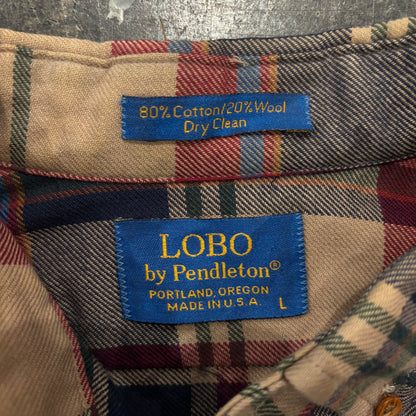 80% Cotton/20% Wool
Dry Clean
LOBO
by Pendleton®
PORTLAND, OREGON
MADE IN U.S.A. L